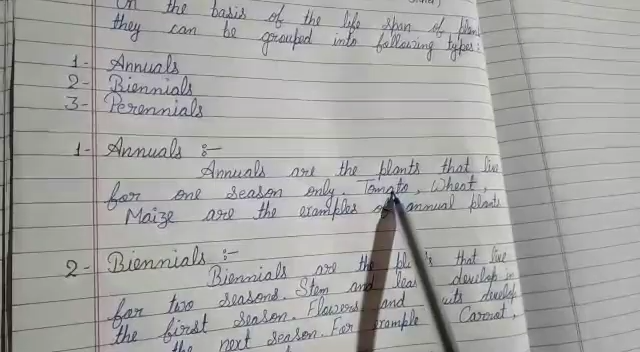 On the basis of the life span of plan
they can be grouped into following types:
1- Annuals
2- Biennials
3- Perennials
1- Annuals :-
Annuals are the plants that live
for one season only. Tomato, Wheat,
Maize are the examples of annual plants
2- Biennials :-
Biennials are the that live
for two seasons. Stem and develop in
the first season. Flowers and develop
the next season. For example Carrot,